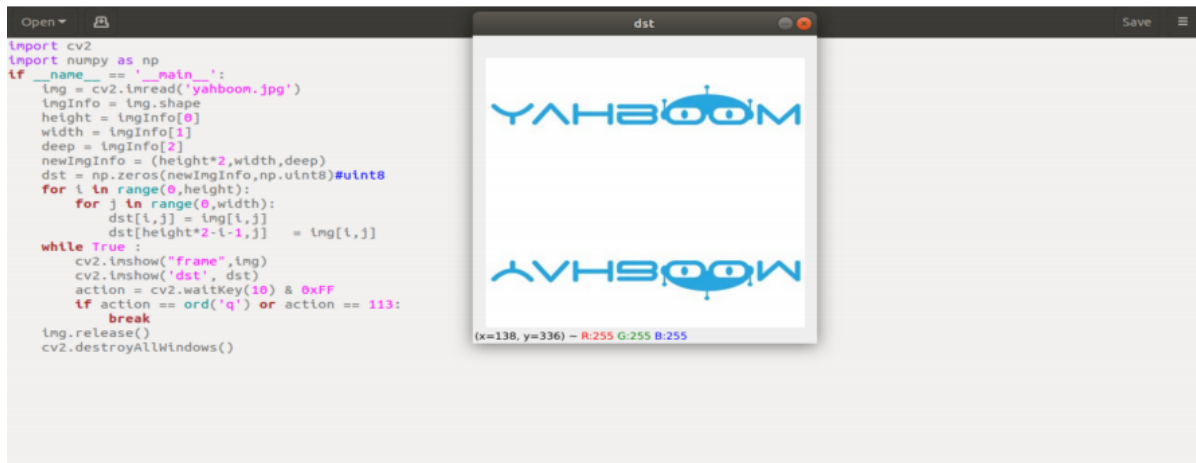 Open
Save
import cv2
import numpy as np
if __name__ == '__main__':
    img = cv2.imread('yahboom.jpg')
    imgInfo = img.shape
    height = imgInfo[0]
    width = imgInfo[1]
    deep = imgInfo[2]
    newImgInfo = (height*2,width,deep)
    dst = np.zeros(newImgInfo,np.uint8)#uint8
    for i in range(0,height):
        for j in range(0,width):
            dst[i,j] = img[i,j]
            dst[height*2-i-1,j]   = img[i,j]
    while True :
        cv2.imshow("frame",img)
        cv2.imshow('dst', dst)
        action = cv2.waitKey(10) & 0xFF
        if action == ord('q') or action == 113:
            break
    img.release()
    cv2.destroyAllWindows()
dst
YAHBOOM
YAHBOOM
(x=138, y=336) ~ R:255 G:255 B:255